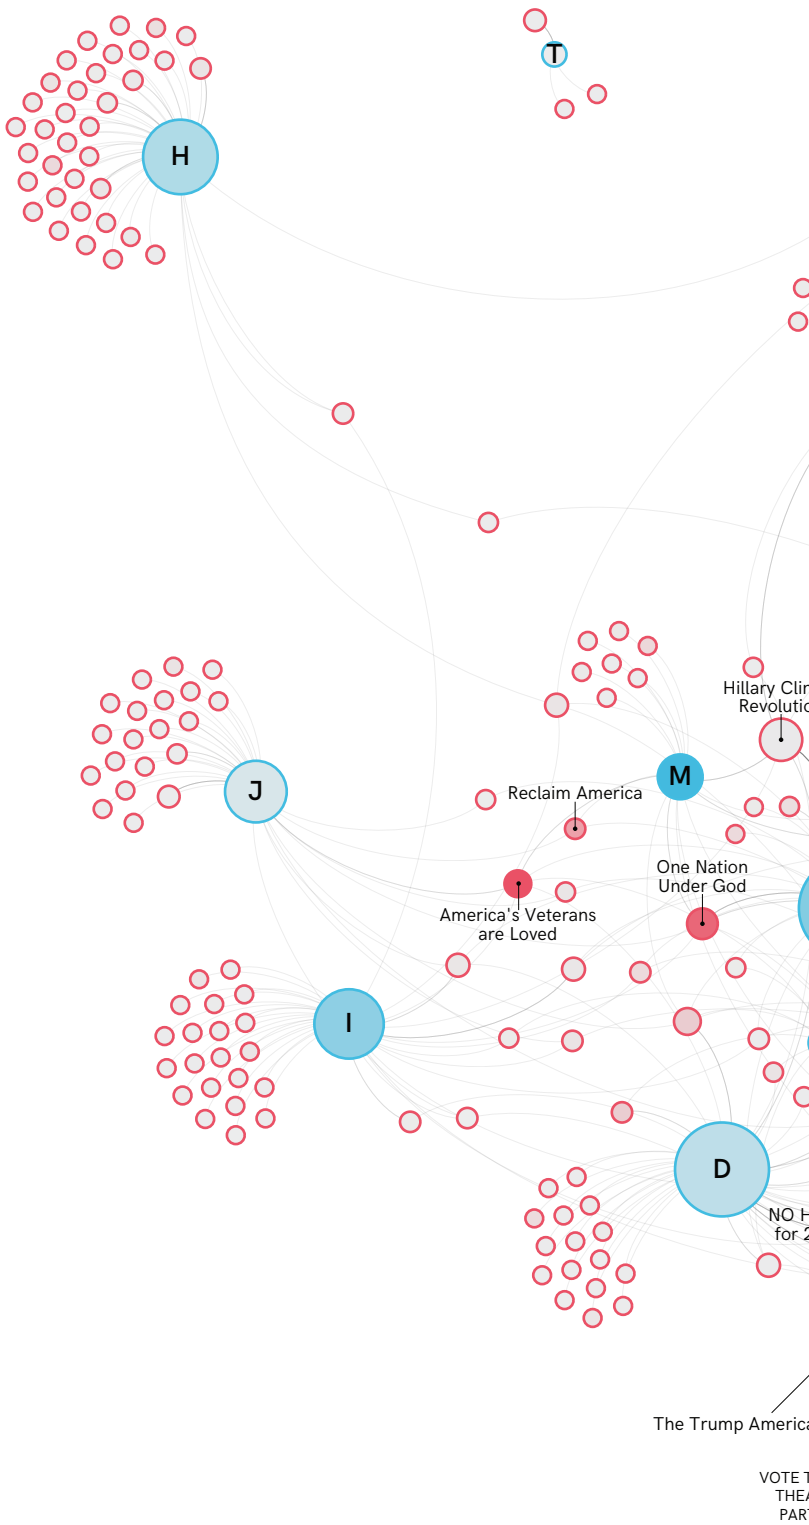 T
H
Hillary Clin
Revolutio
M
J
Reclaim America
One Nation
Under God
America's Veterans
are Loved
I
D
NO H
for 2
The Trump America
VOTE T
THEA
PART